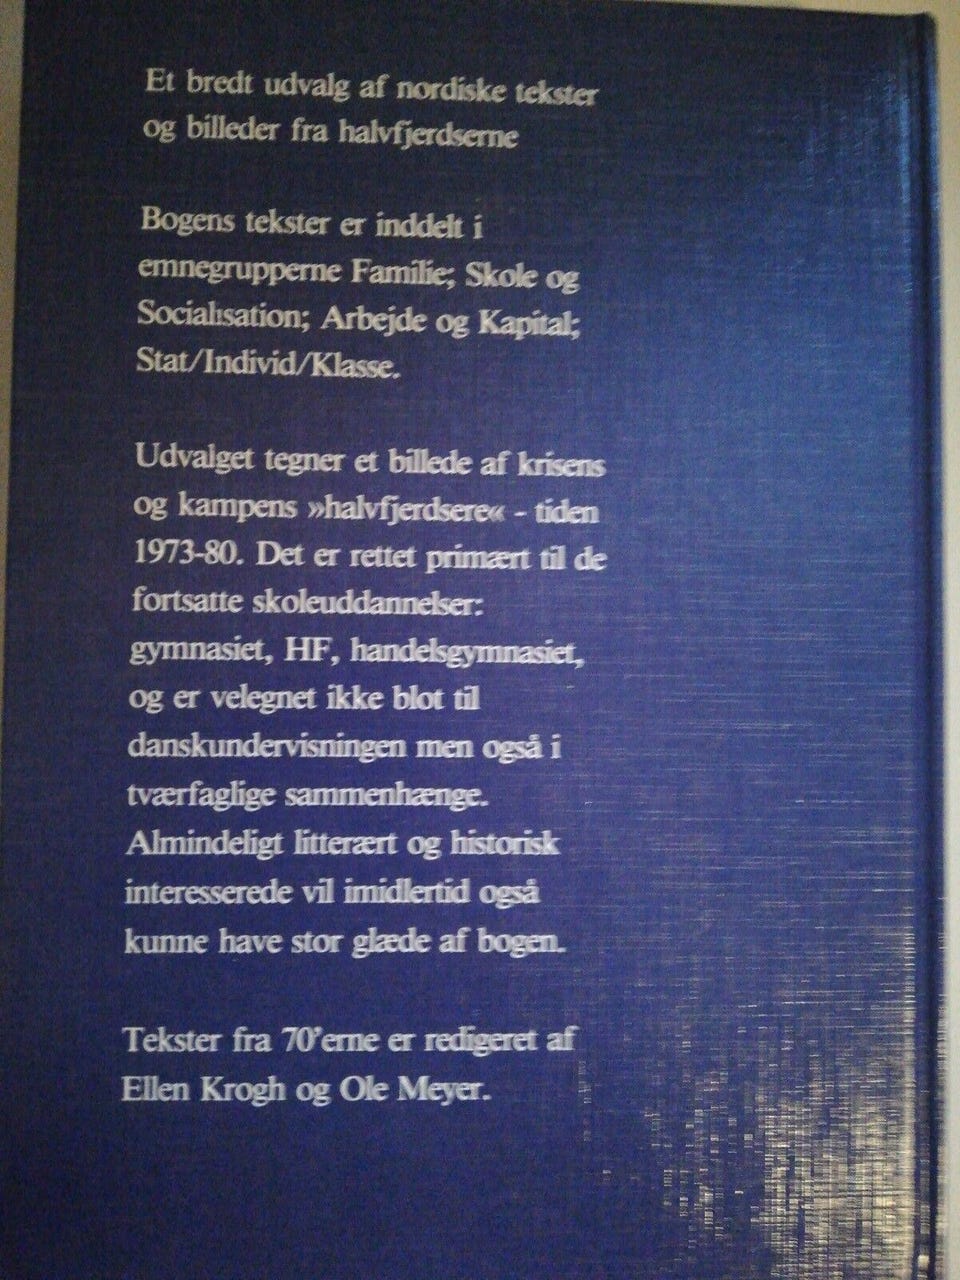 Et bredt udvalg af nordiske tekster
og billeder fra halvfjerdserne
Bogens tekster er inddelt i
emnegrupperne Familie; Skole og
Socialisation; Arbejde og Kapital;
Stat/Individ/Klasse.
Udvalget tegner et billede af krisens
og kampens »halvfjerdsere« - tiden
1973-80. Det er rettet primært til de
fortsatte skoleuddannelser:
gymnasiet, HF, handelsgymnasiet,
og er velegnet ikke blot til
danskundervisningen men også i
tværfaglige sammenhænge.
Almindeligt litterært og historisk
interesserede vil imidlertid også
kunne have stor glæde af bogen.
Tekster fra 70'erne er redigeret af
Ellen Krogh og Ole Meyer.